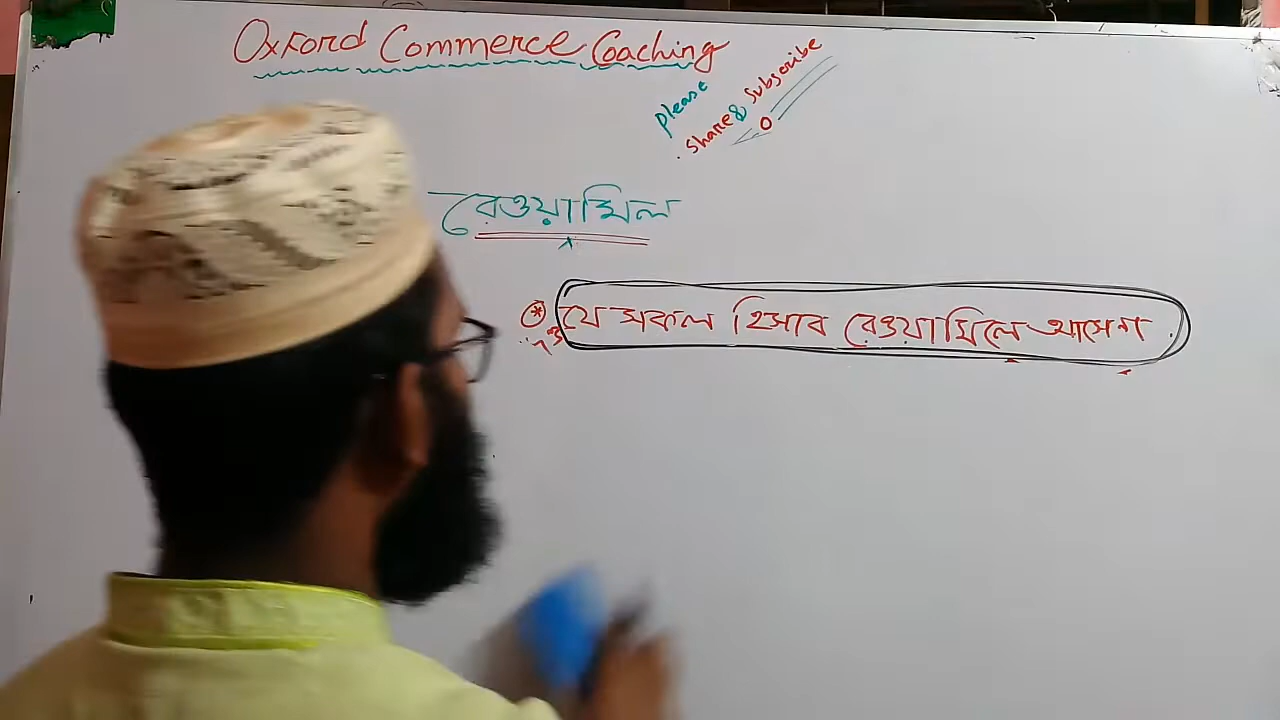 Oxford Commerce Coaching
please
share & subscribe
রেওয়ামিল
যে সকল হিসাব রেওয়ামিলে আসেনা